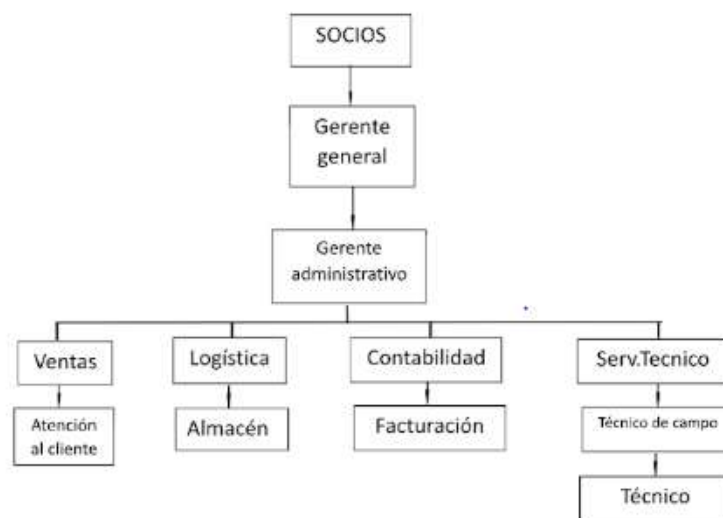 SOCIOS
Gerente
general
Gerente
administrativo
Ventas
Logística
Contabilidad
Serv.Tecnico
Atención
al cliente
Almacén
Facturación
Técnico de campo
Técnico